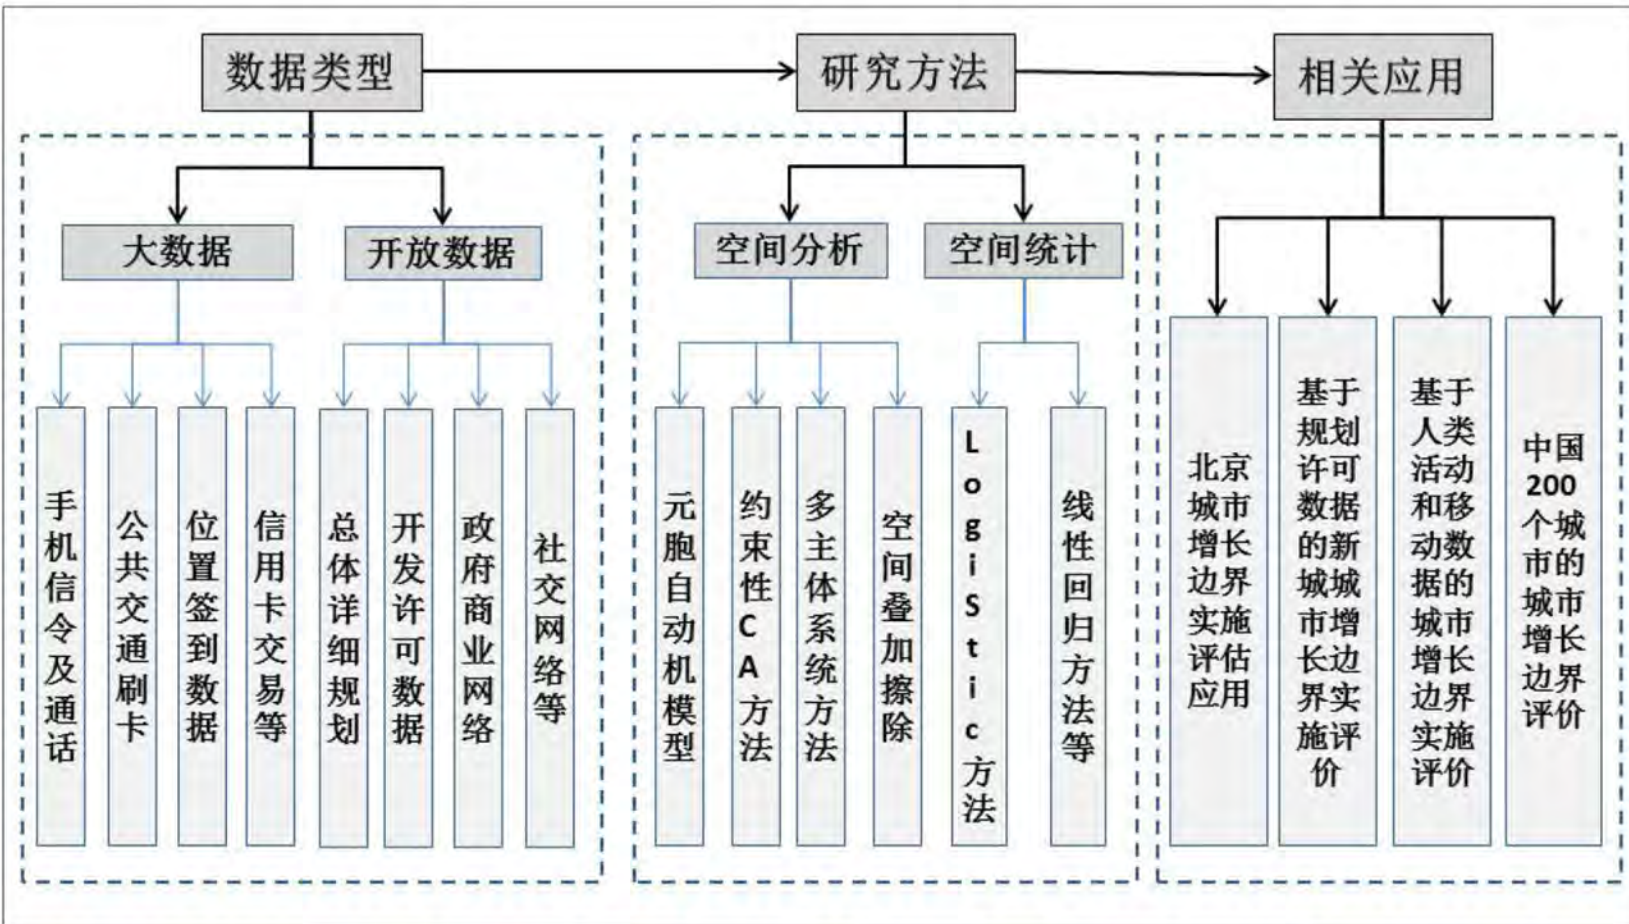 数据类型
研究方法
相关应用
大数据
开放数据
空间分析
空间统计
手机信令及通话
公共交通刷卡
位置签到数据
信用卡交易等
总体详细规划
开发许可数据
政府商业网络
社交网络等
元胞自动机模型
约束性CA方法
多主体系统方法
空间叠加擦除
LogiStic方法
线性回归方法等
北京
城市
增长
边界
实施
评估
应用
基于
规划
许可
数据
的新
城城
市增
长边
界实
施评
价
基于
人类
活动
和移
动数
据的
城市
增长
边界
实施
评价
中国
200
个城
市的
城市
增长
边界
评价